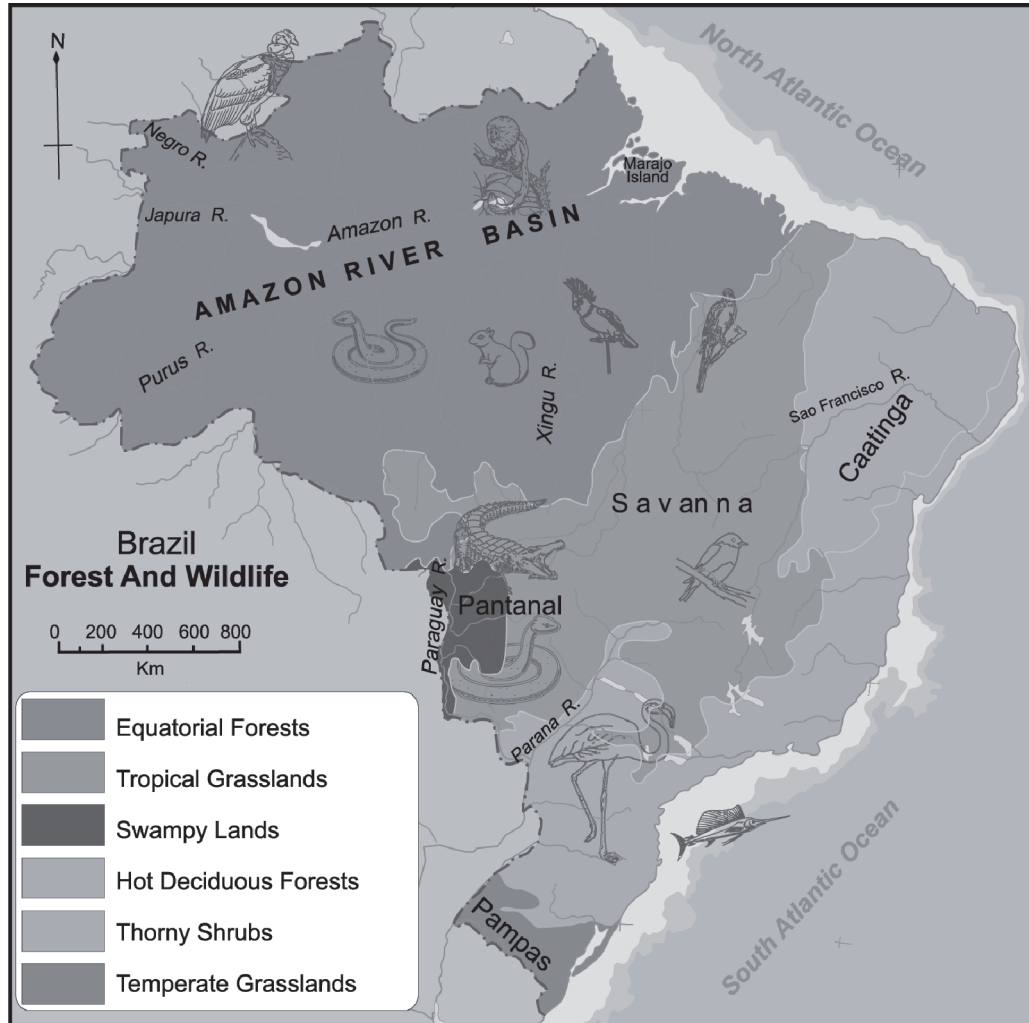 N
North Atlantic Ocean
Negro R.
Marajo
Island
Japura R.
Amazon R.
AMAZON RIVER BASIN
Purus R.
Xingu R.
Sao Francisco R.
Caatinga
Savanna
Brazil
Forest And Wildlife
0 200 400 600 800
Km
Paraguay R.
Pantanal
Parana R.
Pampas
South Atlantic Ocean
Equatorial Forests
Tropical Grasslands
Swampy Lands
Hot Deciduous Forests
Thorny Shrubs
Temperate Grasslands